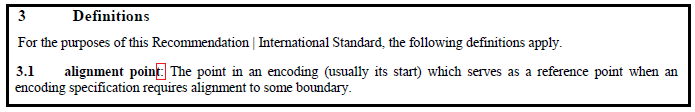 3 Definitions
For the purposes of this Recommendation | International Standard, the following definitions apply.
3.1 alignment point: The point in an encoding (usually its start) which serves as a reference point when an
encoding specification requires alignment to some boundary.